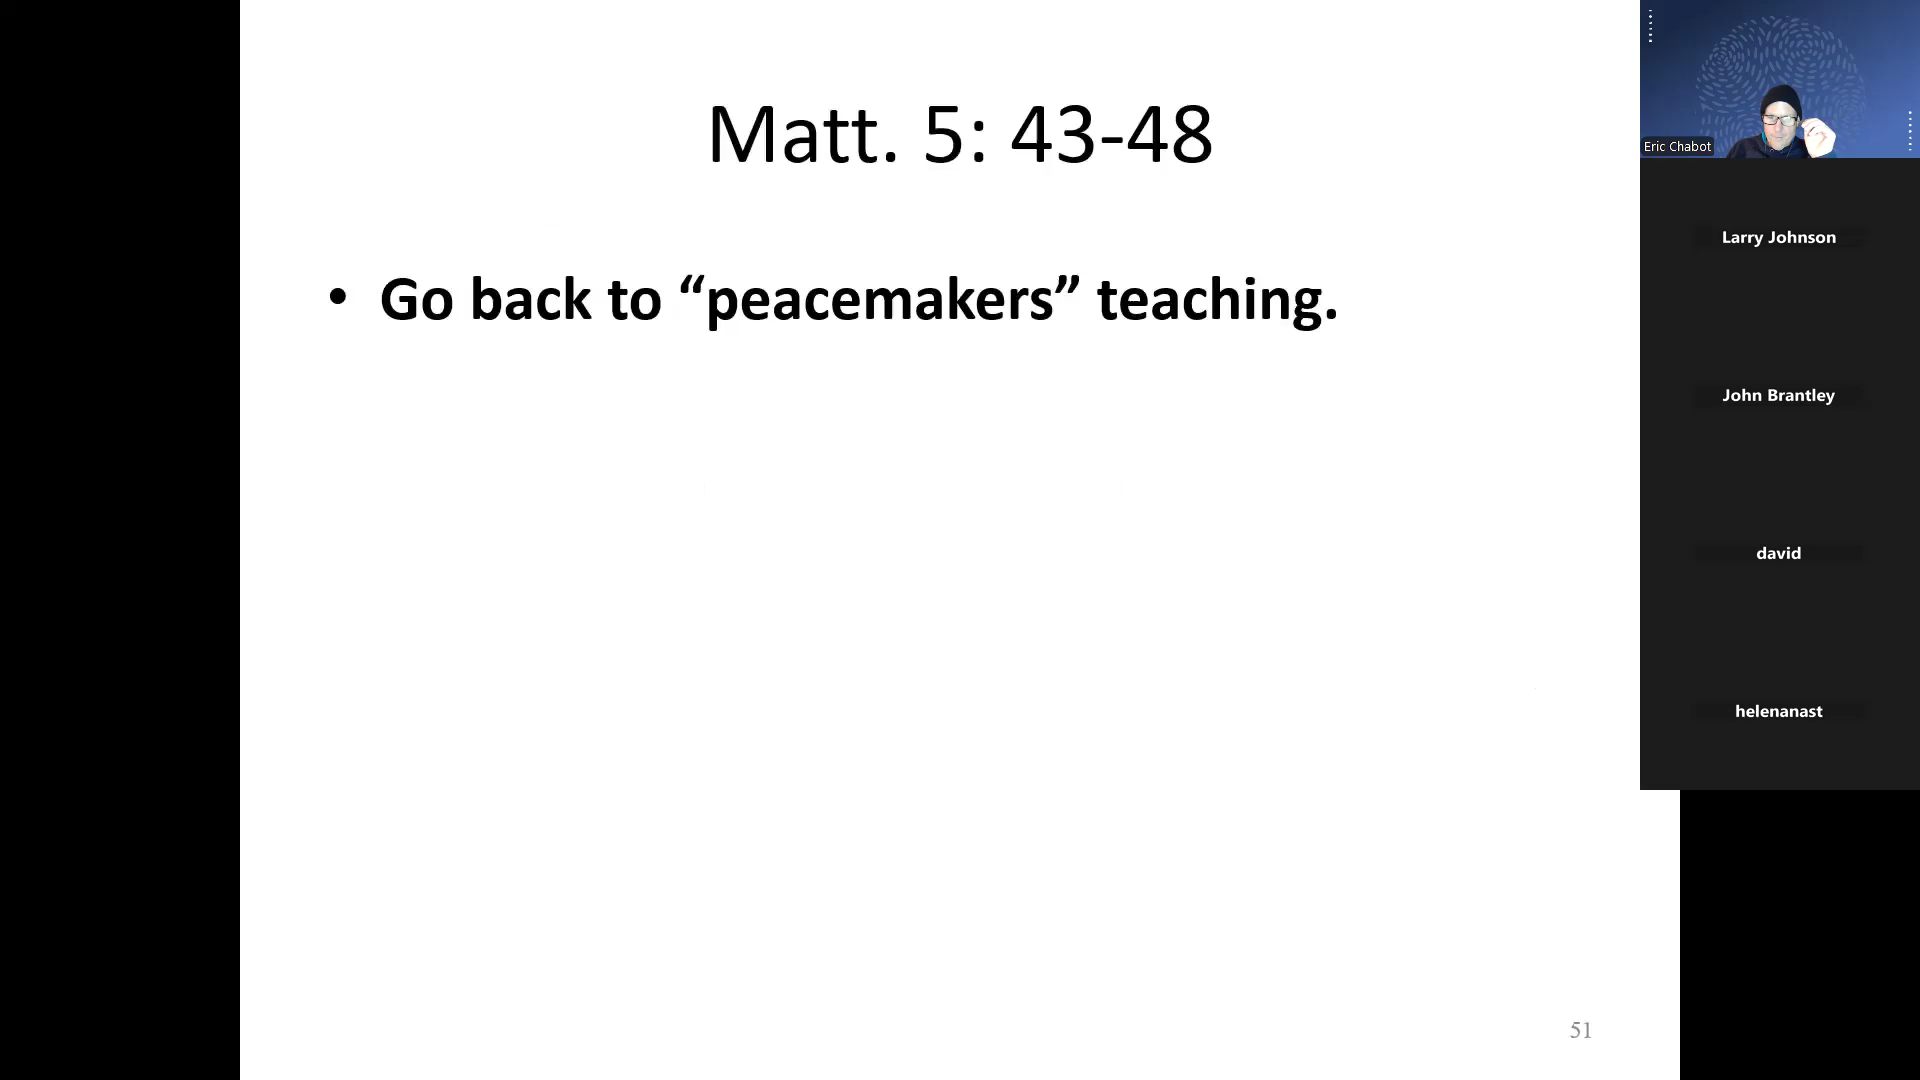 Matt. 5: 43-48
• Go back to “peacemakers” teaching.
51
Eric Chabot
Larry Johnson
John Brantley
david
helenanast